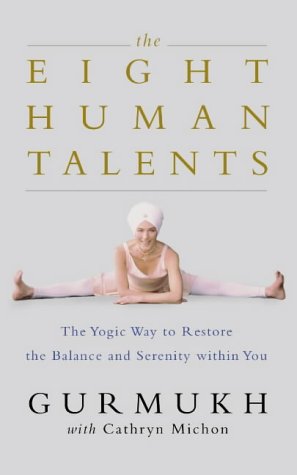 the
EIGHT
HUMAN
TALENTS
The Yogic Way to Restore
the Balance and Serenity within You
GURMUKH
with Cathryn Michon